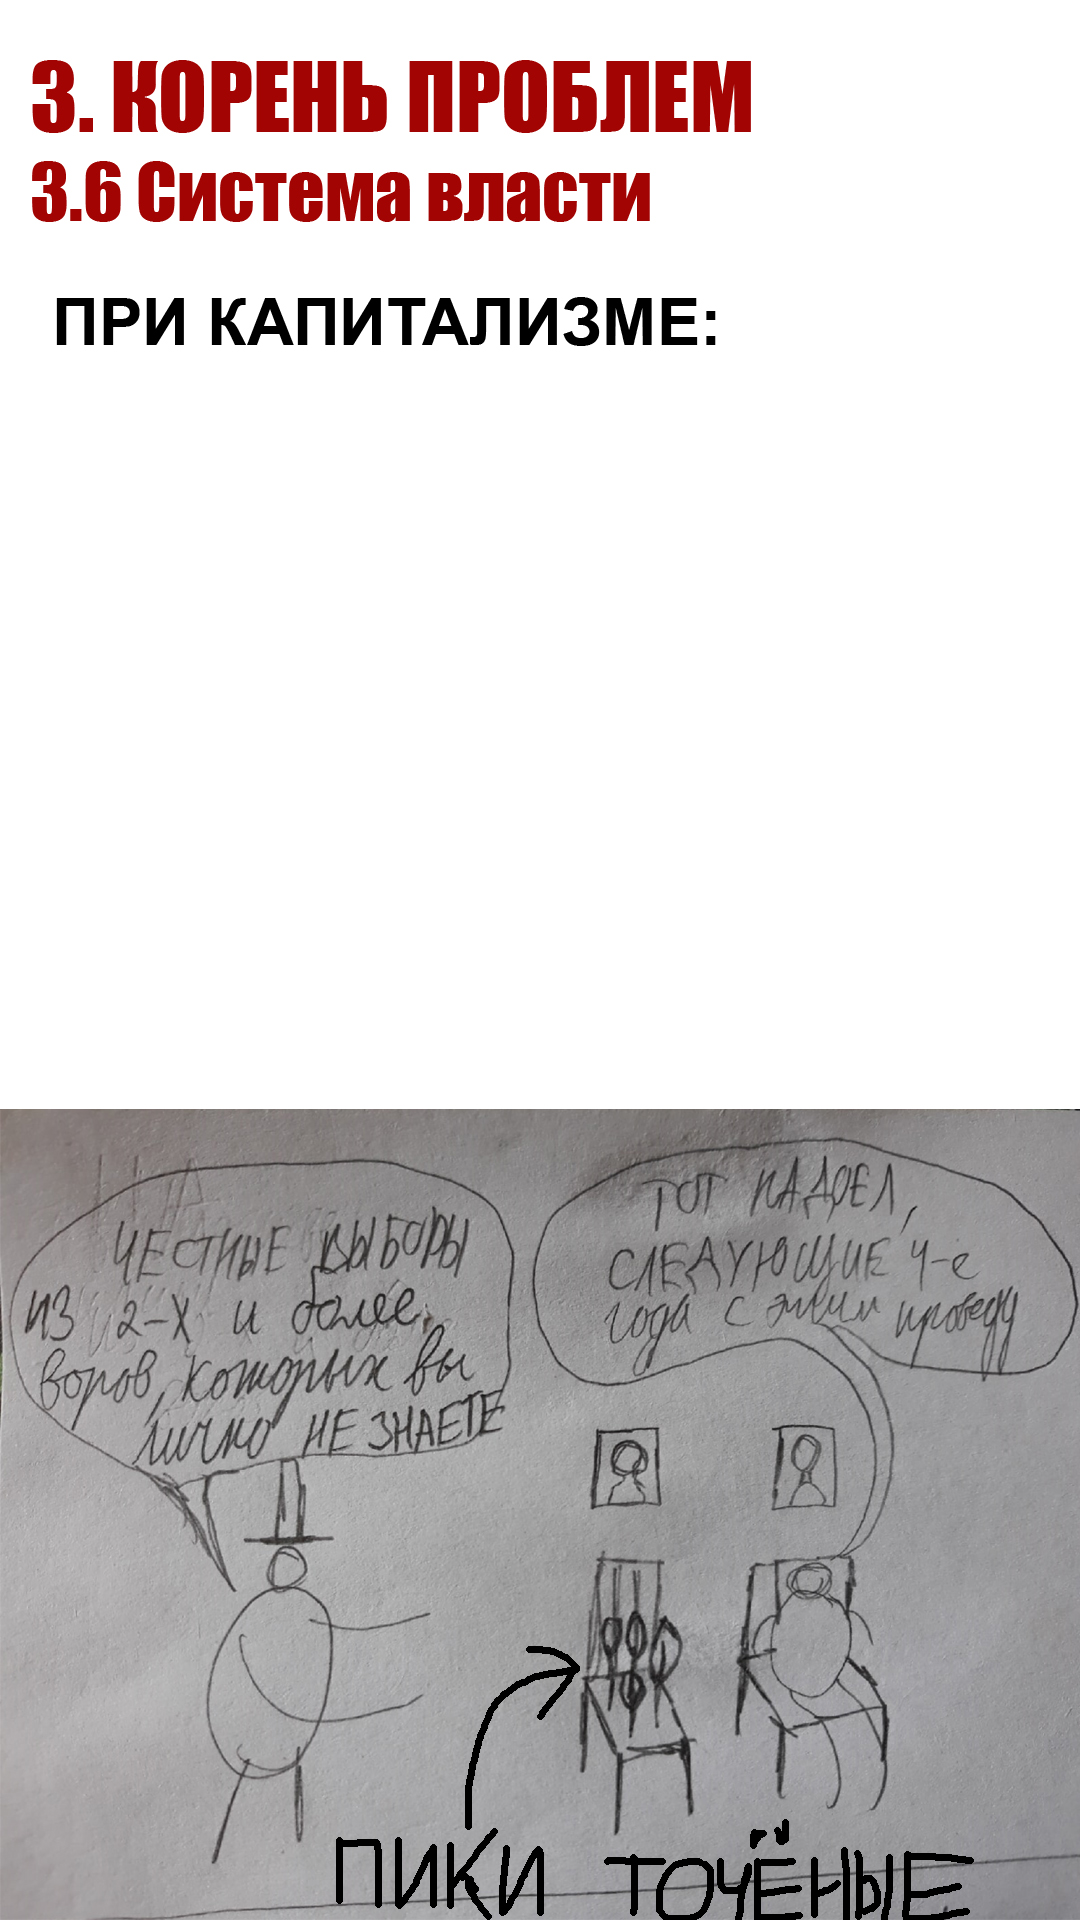 3. КОРЕНЬ ПРОБЛЕМ
3.6 Система власти
ПРИ КАПИТАЛИЗМЕ:
ЧЕСТНЫЕ ВЫБОРЫ
ИЗ 2-Х и более
воров, которых вы
лично НЕ ЗНАЕТЕ
ТОТ НАДОЕЛ,
СЛЕДУЮЩИЕ 4-е
года с этим проведу
ПИКИ ТОЧЁНЫЕ